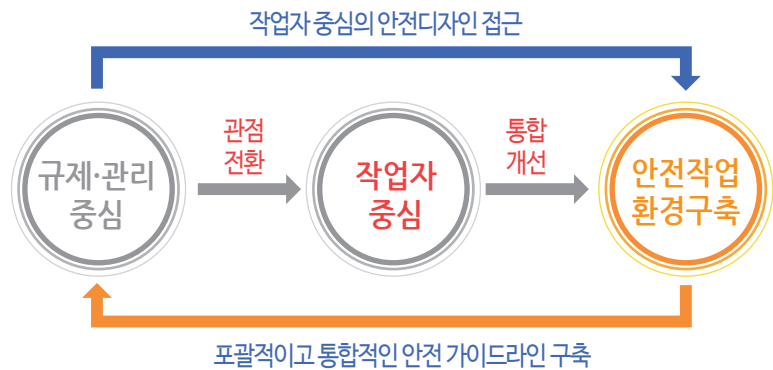 작업자 중심의 안전디자인 접근
관점
전환
통합
개선
규제·관리
중심
작업자
중심
안전작업
환경구축
포괄적이고 통합적인 안전 가이드라인 구축